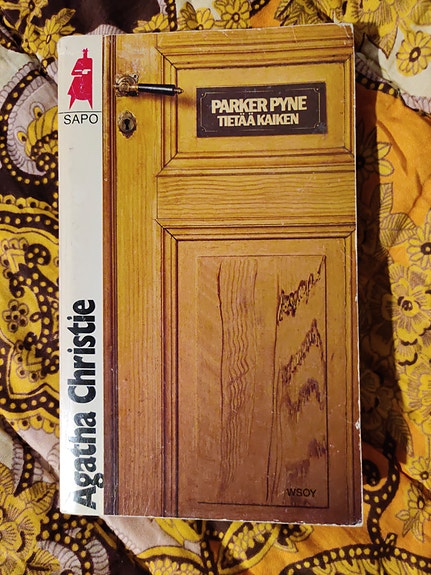 SAPO
PARKER PYNE
TIETÄÄ KAIKEN
Agatha Christie
WSOY